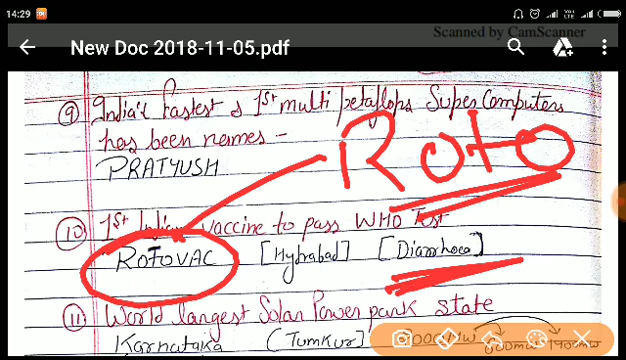 14:29
Scanned by CamScanner
New Doc 2018-11-05.pdf
⑨ India's fastest & 1st multi petaflops Super Computers
has been names -
PRATYUSH
Roto
⑩ 1st Indian vaccine to pass WHO Test
ROTOVAC [Hydrabad] [Diarrhoea]
⑪ World largest Solar Power park state
Karnataka (Tumkur)